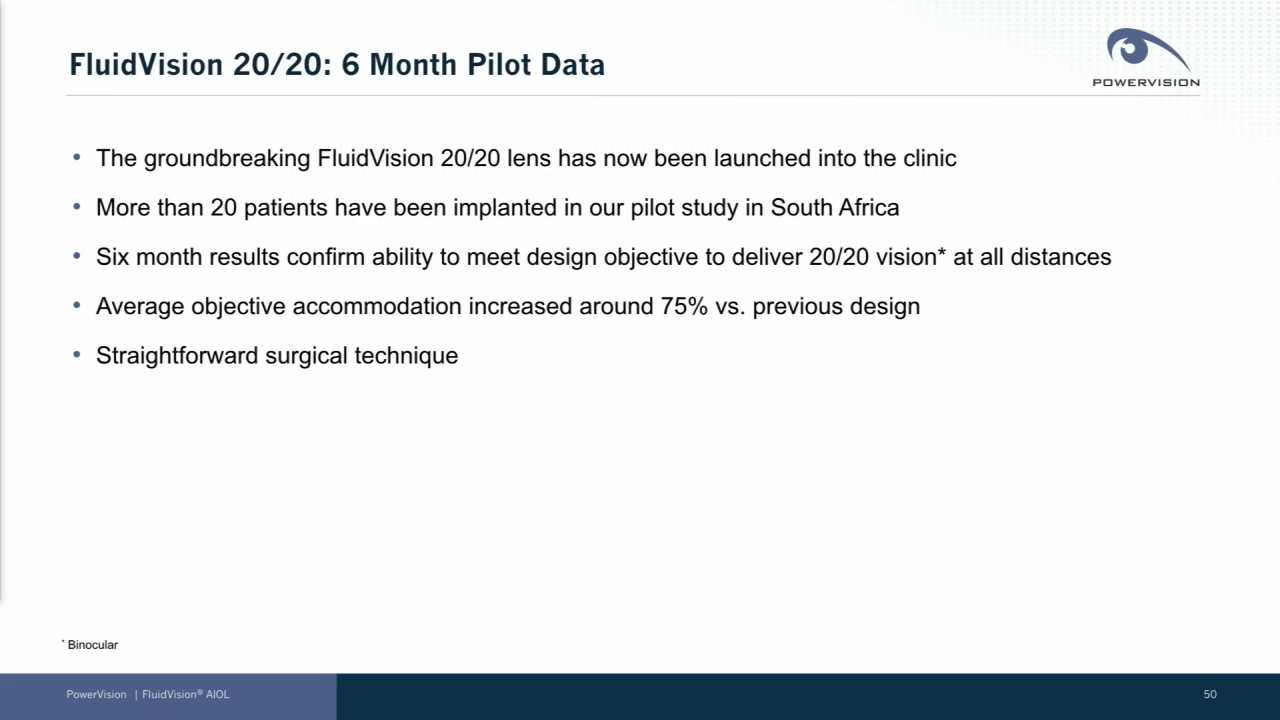 FluidVision 20/20: 6 Month Pilot Data
POWERVISION
• The groundbreaking FluidVision 20/20 lens has now been launched into the clinic
• More than 20 patients have been implanted in our pilot study in South Africa
• Six month results confirm ability to meet design objective to deliver 20/20 vision* at all distances
• Average objective accommodation increased around 75% vs. previous design
• Straightforward surgical technique
* Binocular
PowerVision | FluidVision® AIOL
50